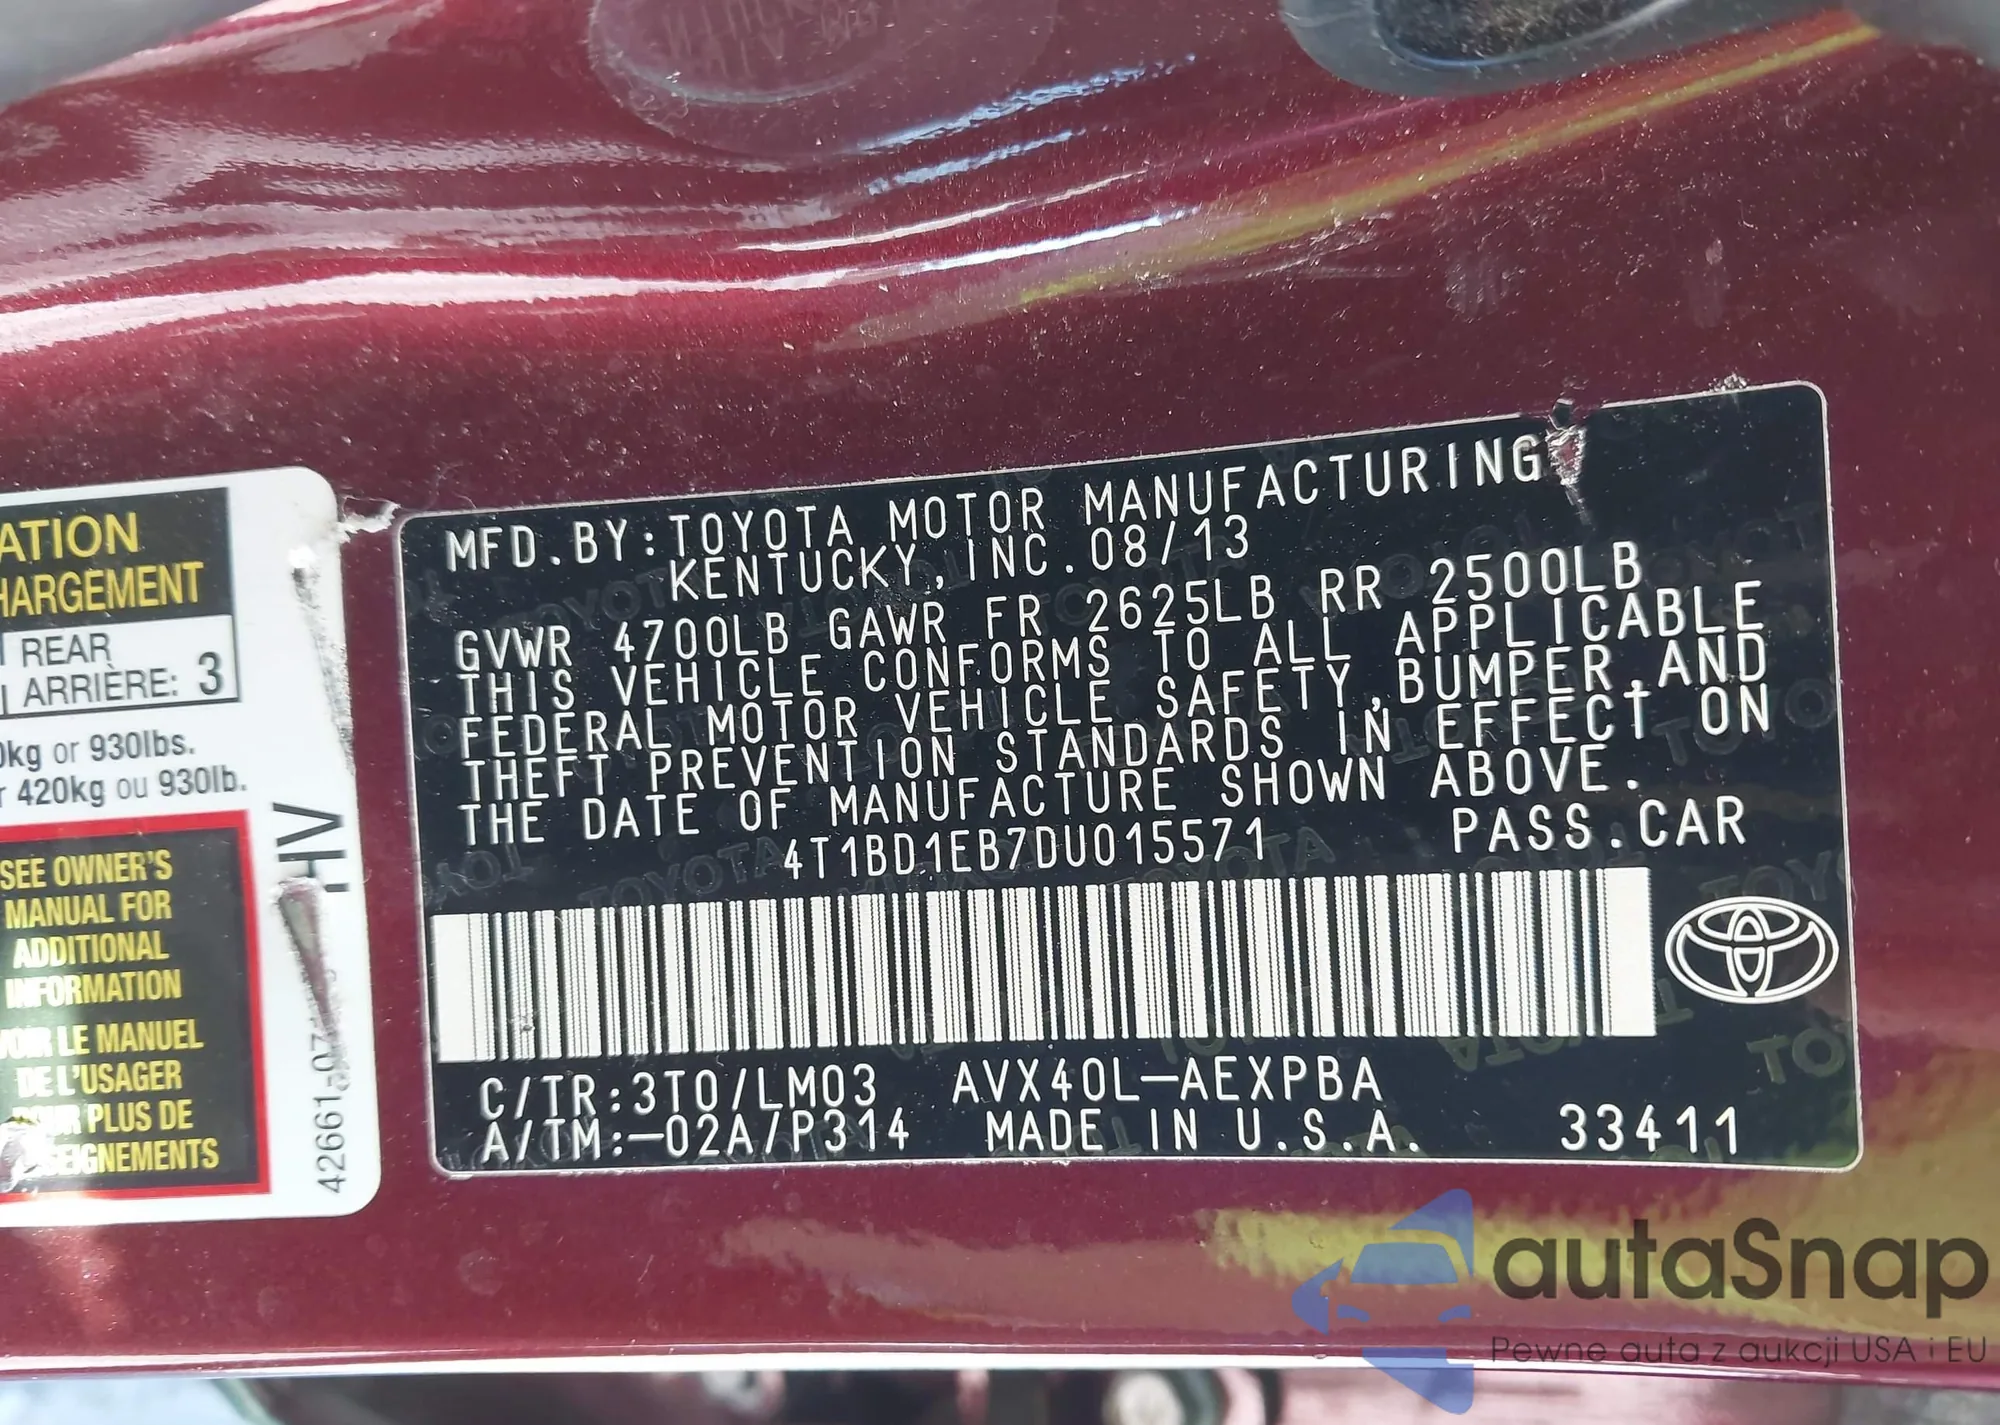 ATION
HARGEMENT
REAR
ARRIÈRE: 3
0kg or 930lbs.
r 420kg ou 930lb.
SEE OWNER'S
MANUAL FOR
ADDITIONAL
INFORMATION
VOIR LE MANUEL
DE L'USAGER
POUR PLUS DE
SEIGNEMENTS
HV
42661-07
MFD.BY:TOYOTA MOTOR MANUFACTURING
KENTUCKY,INC.08/13
GVWR 4700LB GAWR FR 2625LB RR 2500LB
THIS VEHICLE CONFORMS TO ALL APPLICABLE
FEDERAL MOTOR VEHICLE SAFETY,BUMPER,AND
THEFT PREVENTION STANDARDS IN EFFECT ON
THE DATE OF MANUFACTURE SHOWN ABOVE.
4T1BD1EB7DU015571 PASS.CAR
C/TR:3T0/LM03 AVX40L-AEXPBA
A/TM:-02A/P314 MADE IN U.S.A. 33411
autaSnap
Pewne auta z aukcji USA i EU